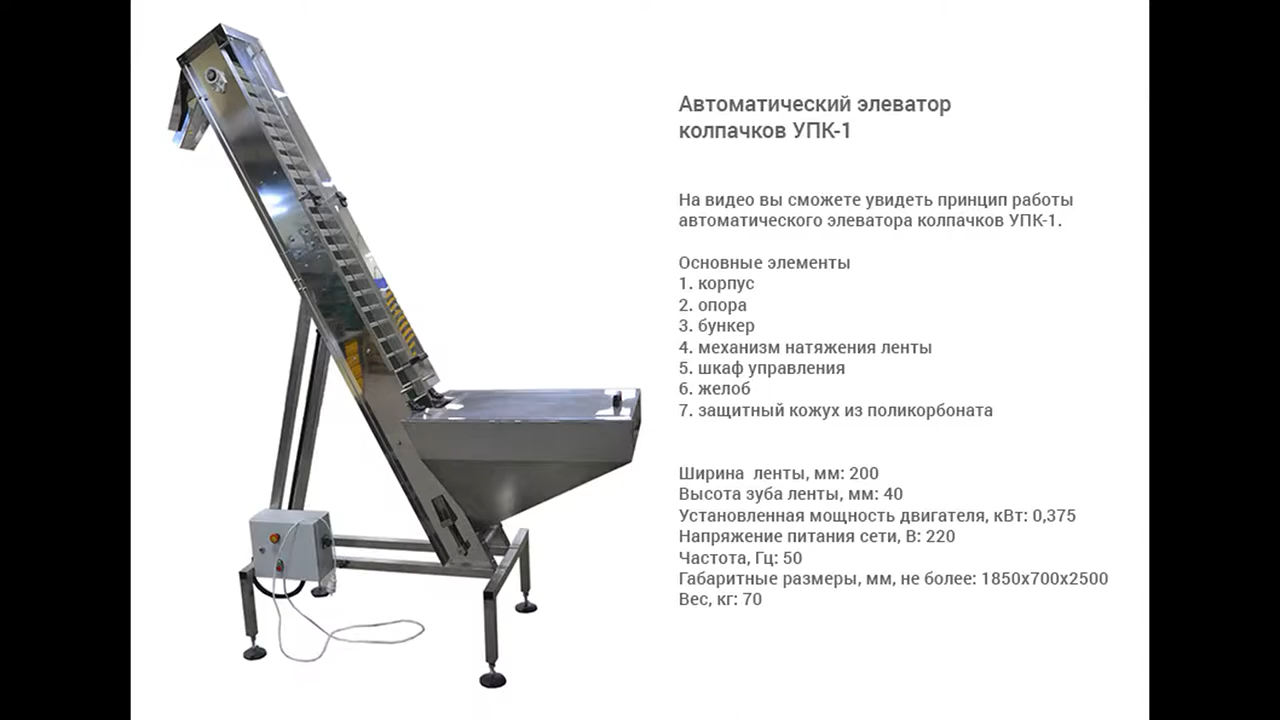 Автоматический элеватор
колпачков УПК-1
На видео вы сможете увидеть принцип работы
автоматического элеватора колпачков УПК-1.
Основные элементы
1. корпус
2. опора
3. бункер
4. механизм натяжения ленты
5. шкаф управления
6. желоб
7. защитный кожух из поликорбоната
Ширина  ленты, мм: 200
Высота зуба ленты, мм: 40
Установленная мощность двигателя, кВт: 0,375
Напряжение питания сети, В: 220
Частота, Гц: 50
Габаритные размеры, мм, не более: 1850х700х2500
Вес, кг: 70